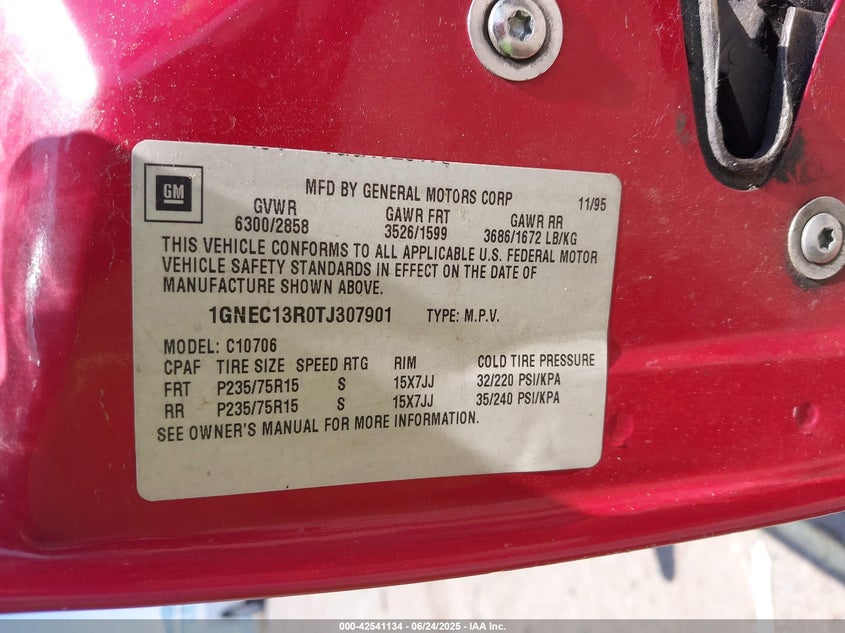 MFD BY GENERAL MOTORS CORP 11/95
GM
GVWR GAWR FRT GAWR RR
6300/2858 3526/1599 3686/1672 LB/KG
THIS VEHICLE CONFORMS TO ALL APPLICABLE U.S. FEDERAL MOTOR
VEHICLE SAFETY STANDARDS IN EFFECT ON THE DATE OF
MANUFACTURE SHOWN ABOVE.
1GNEC13R0TJ307901 TYPE: M.P.V.
MODEL: C10706
CPAF TIRE SIZE SPEED RTG RIM COLD TIRE PRESSURE
FRT P235/75R15 S 15X7JJ 32/220 PSI/KPA
RR P235/75R15 S 15X7JJ 35/240 PSI/KPA
SEE OWNER'S MANUAL FOR MORE INFORMATION.
000-42541134 - 06/24/2025 - IAA Inc.